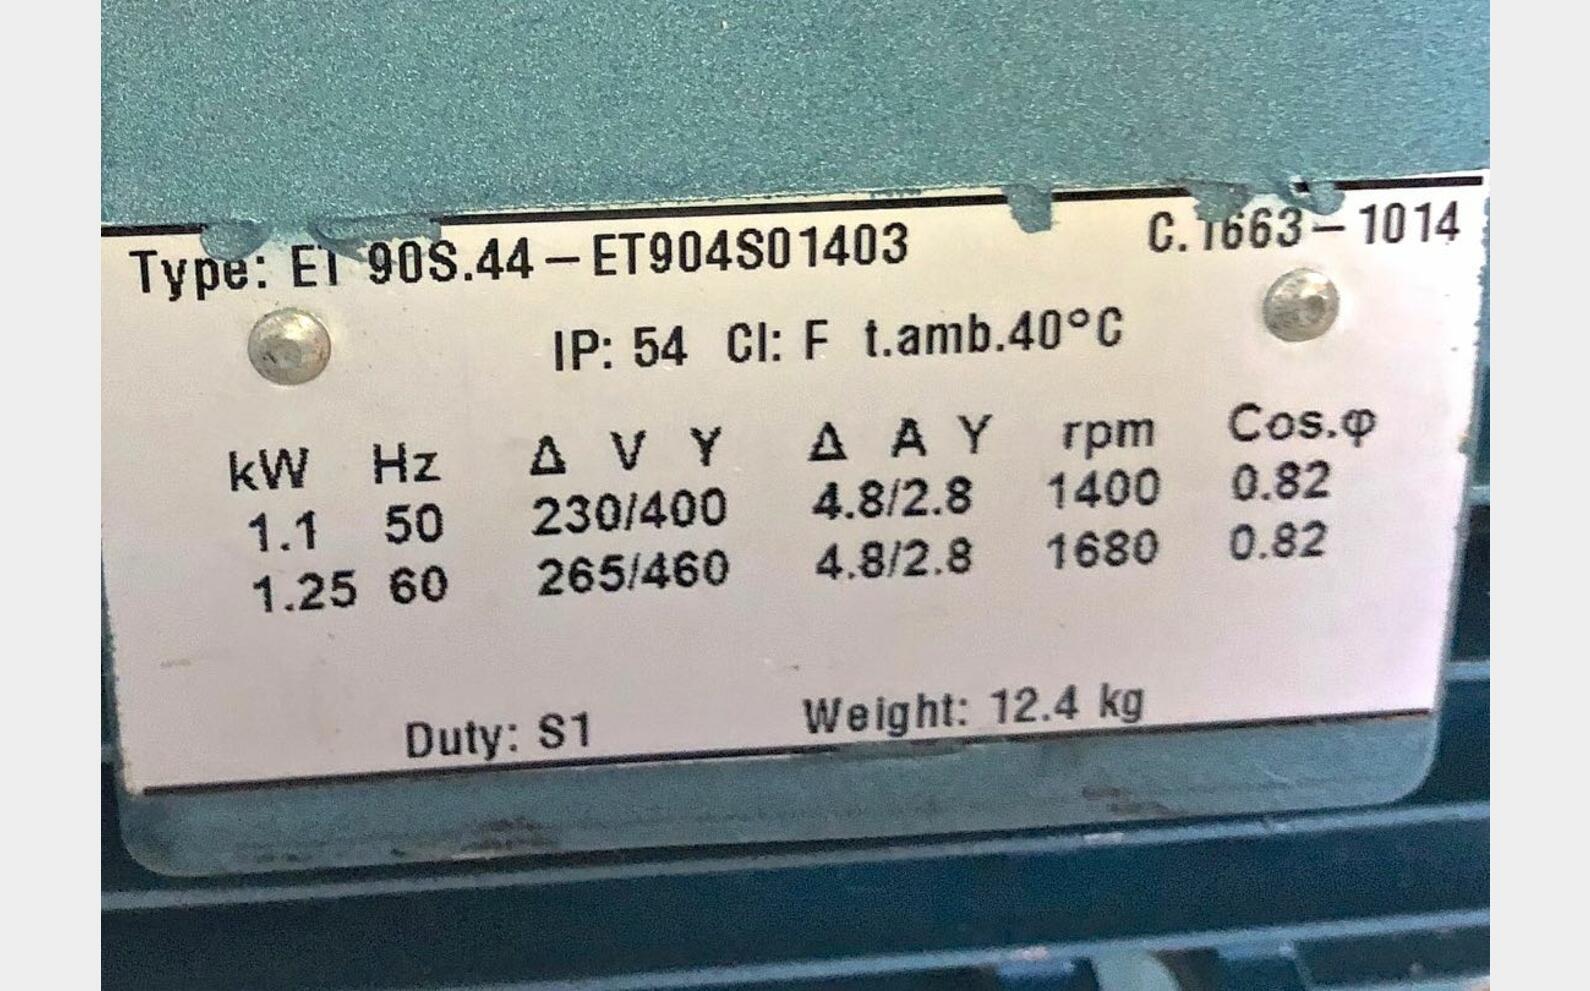 Type: ET 90S.44 – ET904S01403 C.1663–1014
IP: 54 Cl: F t.amb.40°C
kW Hz Δ V Y Δ A Y rpm Cos.φ
1.1 50 230/400 4.8/2.8 1400 0.82
1.25 60 265/460 4.8/2.8 1680 0.82
Duty: S1 Weight: 12.4 kg